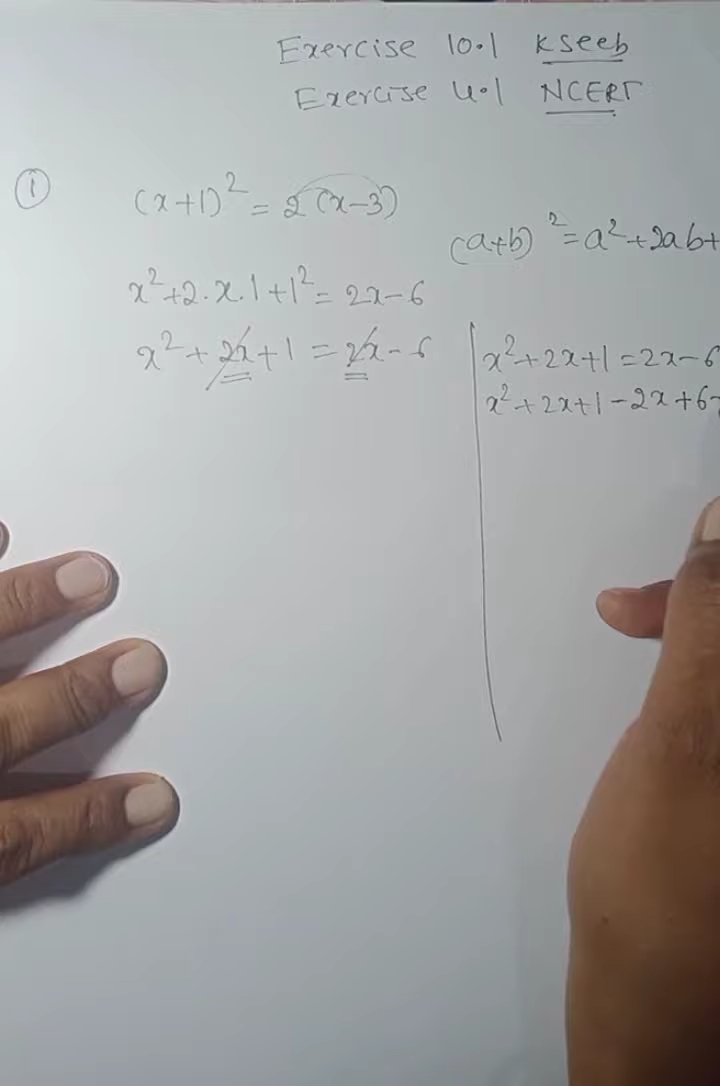 Exercise 10.1 kseeb
Exercise 4.1 NCERT
① (x+1)² = 2(x-3)
(a+b)² = a²+2ab+
x²+2.x.1+1² = 2x-6
x²+2x+1 = 2x-6
x²+2x+1 = 2x-6
x²+2x+1-2x+6